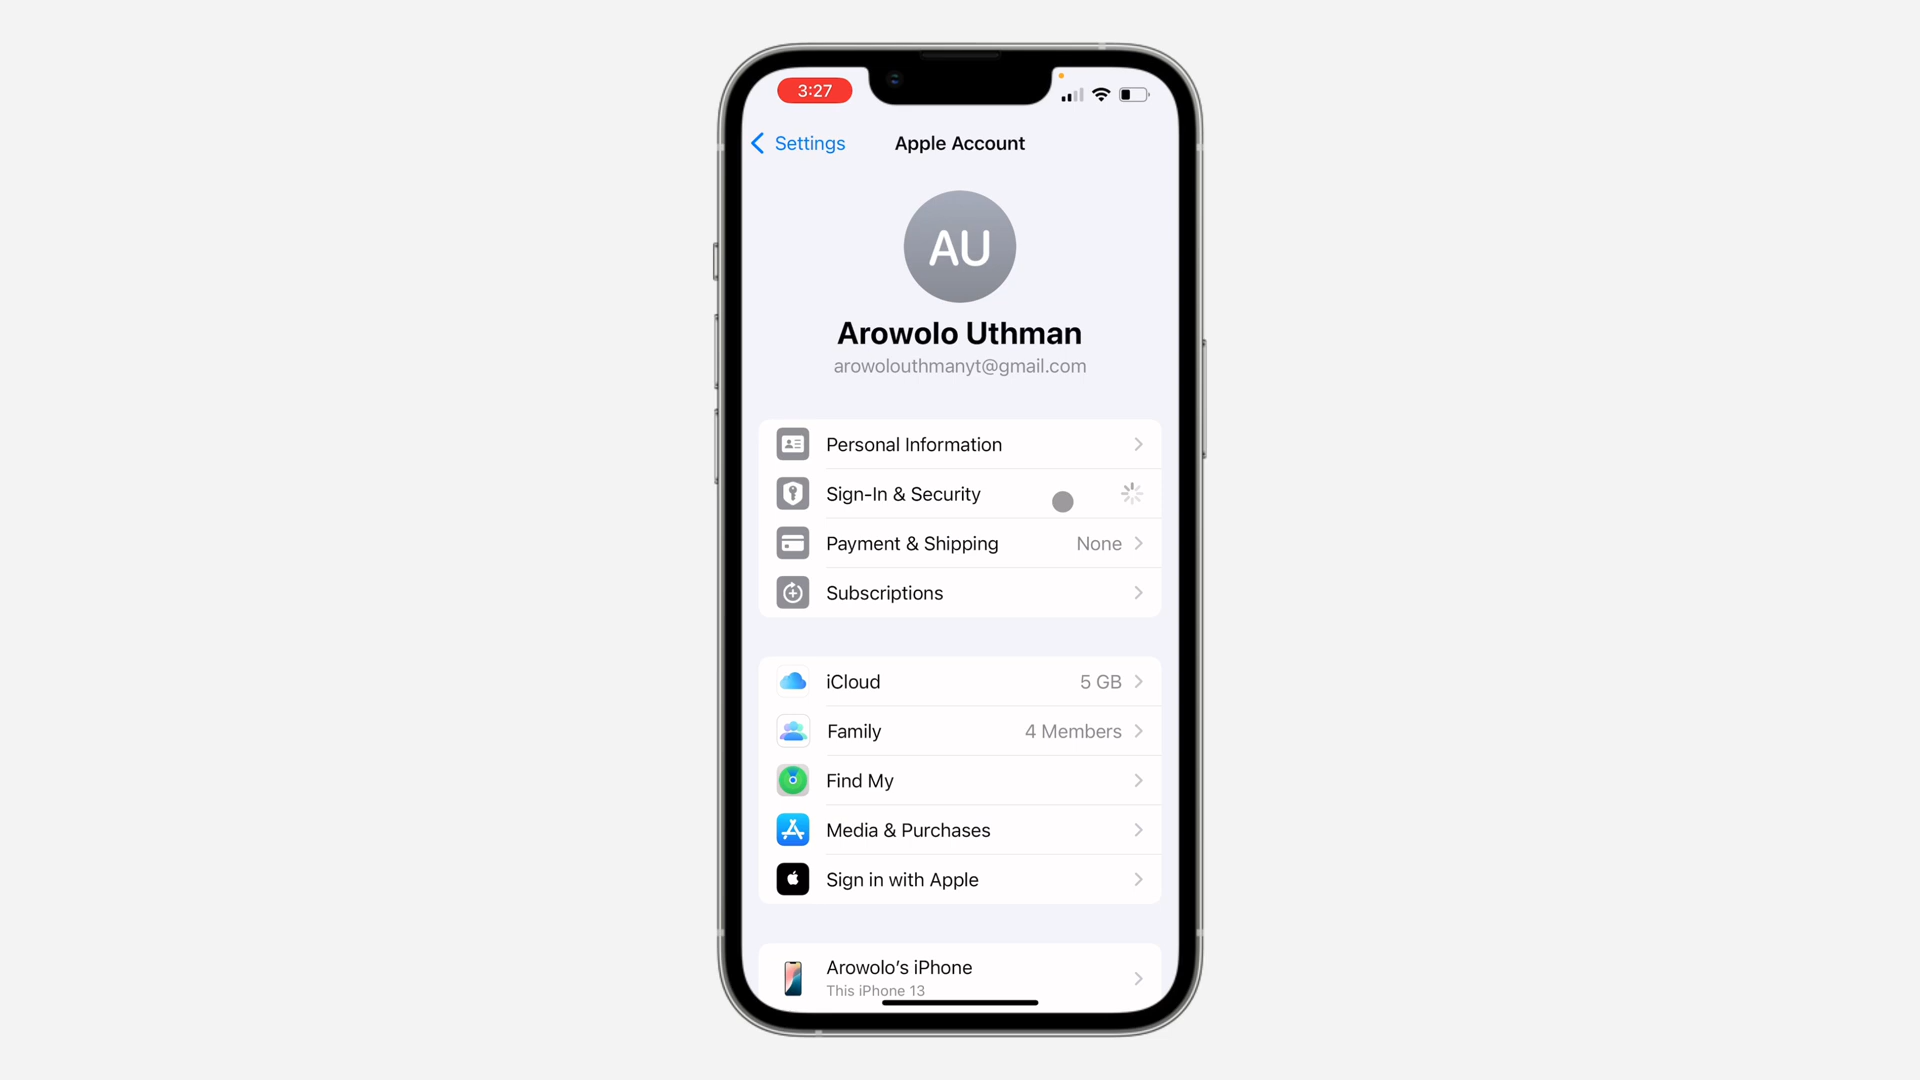 3:27
Settings
Apple Account
AU
Arowolo Uthman
arowolouthmanyt@gmail.com
Personal Information
Sign-In & Security
Payment & Shipping None
Subscriptions
iCloud 5 GB
Family 4 Members
Find My
Media & Purchases
Sign in with Apple
Arowolo’s iPhone
This iPhone 13